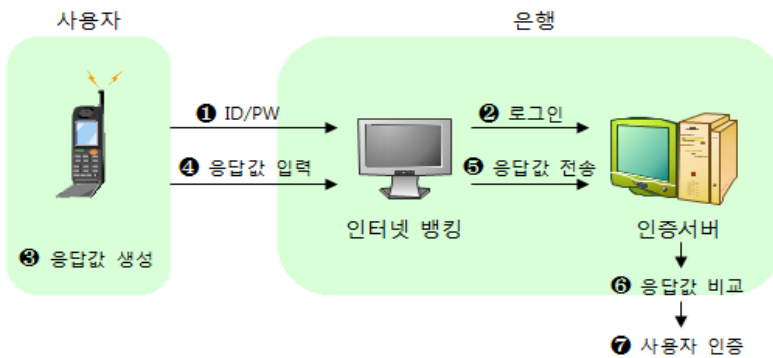 사용자
은행
❶ ID/PW
❷ 로그인
❹ 응답값 입력
❺ 응답값 전송
인터넷 뱅킹
인증서버
❸ 응답값 생성
❻ 응답값 비교
❼ 사용자 인증